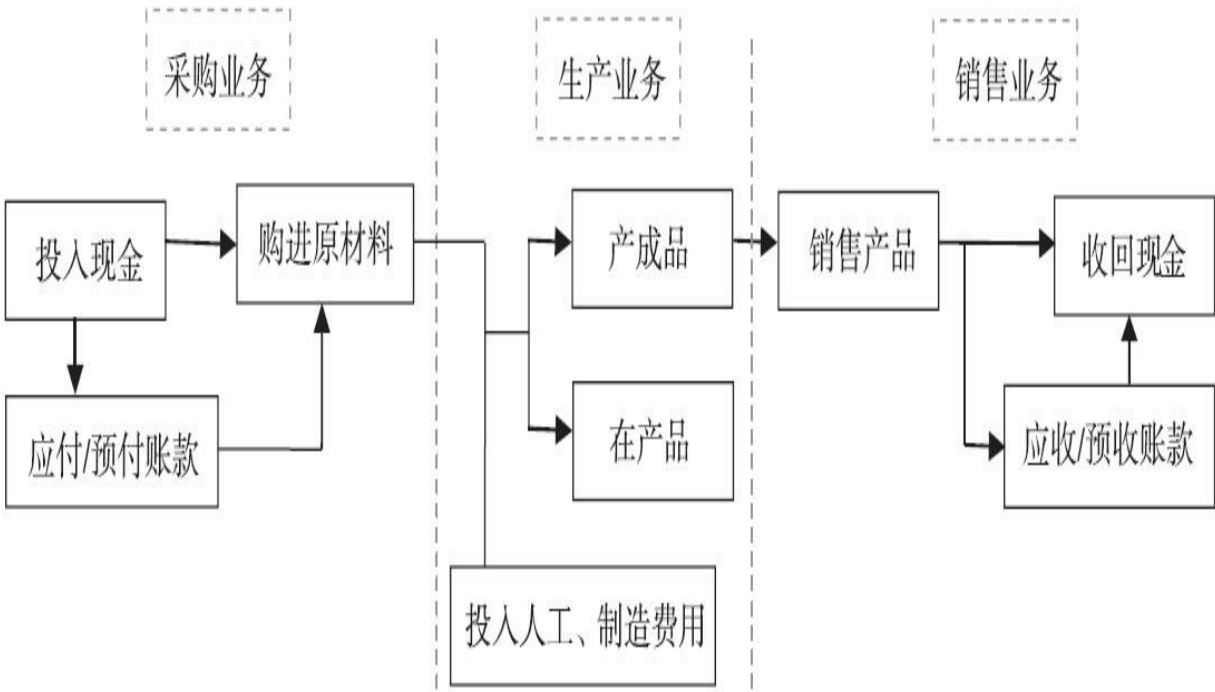 采购业务
生产业务
销售业务
投入现金
购进原材料
产成品
销售产品
收回现金
应付/预付账款
在产品
应收/预收账款
投入人工、制造费用